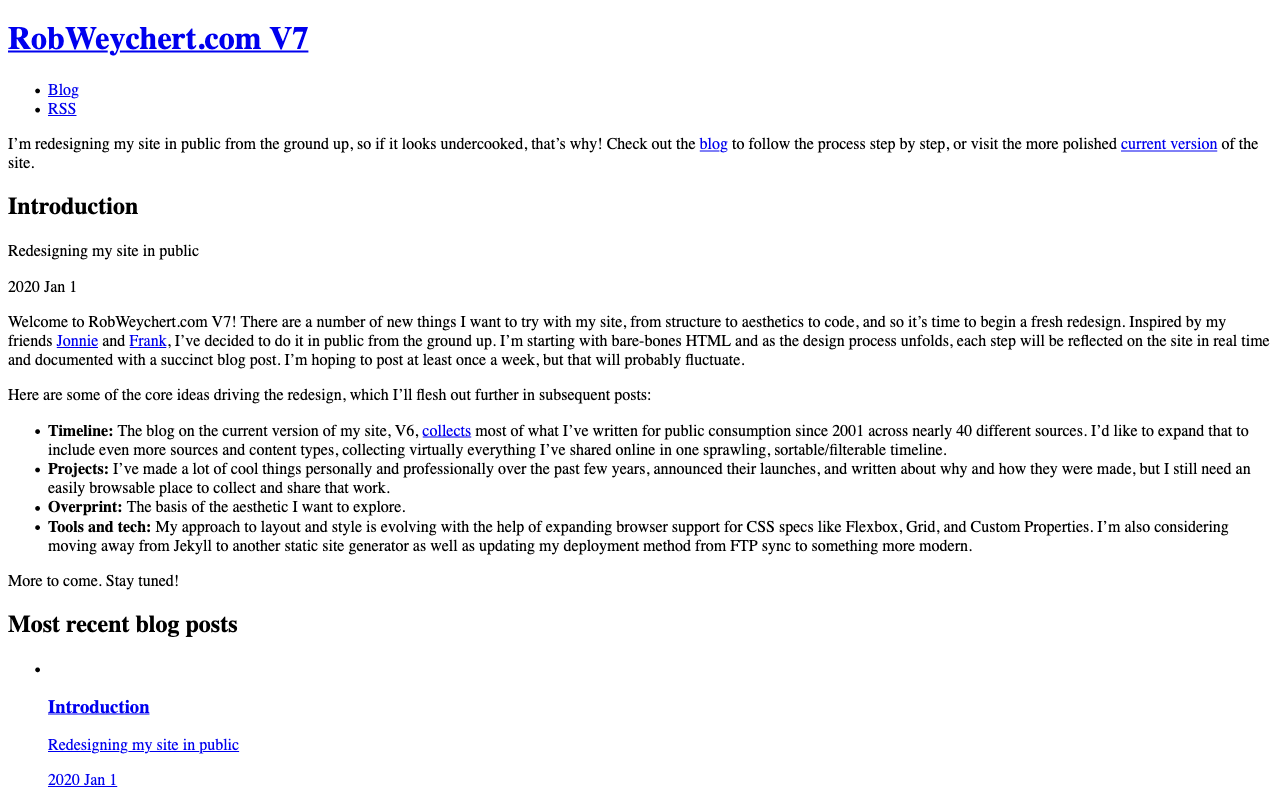 RobWeychert.com V7
Blog
RSS
I’m redesigning my site in public from the ground up, so if it looks undercooked, that’s why! Check out the blog to follow the process step by step, or visit the more polished current version of the
site.
Introduction
Redesigning my site in public
2020 Jan 1
Welcome to RobWeychert.com V7! There are a number of new things I want to try with my site, from structure to aesthetics to code, and so it’s time to begin a fresh redesign. Inspired by my
friends Jonnie and Frank, I’ve decided to do it in public from the ground up. I’m starting with bare-bones HTML and as the design process unfolds, each step will be reflected on the site in real time
and documented with a succinct blog post. I’m hoping to post at least once a week, but that will probably fluctuate.
Here are some of the core ideas driving the redesign, which I’ll flesh out further in subsequent posts:
Timeline: The blog on the current version of my site, V6, collects most of what I’ve written for public consumption since 2001 across nearly 40 different sources. I’d like to expand that to
include even more sources and content types, collecting virtually everything I’ve shared online in one sprawling, sortable/filterable timeline.
Projects: I’ve made a lot of cool things personally and professionally over the past few years, announced their launches, and written about why and how they were made, but I still need an
easily browsable place to collect and share that work.
Overprint: The basis of the aesthetic I want to explore.
Tools and tech: My approach to layout and style is evolving with the help of expanding browser support for CSS specs like Flexbox, Grid, and Custom Properties. I’m also considering
moving away from Jekyll to another static site generator as well as updating my deployment method from FTP sync to something more modern.
More to come. Stay tuned!
Most recent blog posts
Introduction
Redesigning my site in public
2020 Jan 1